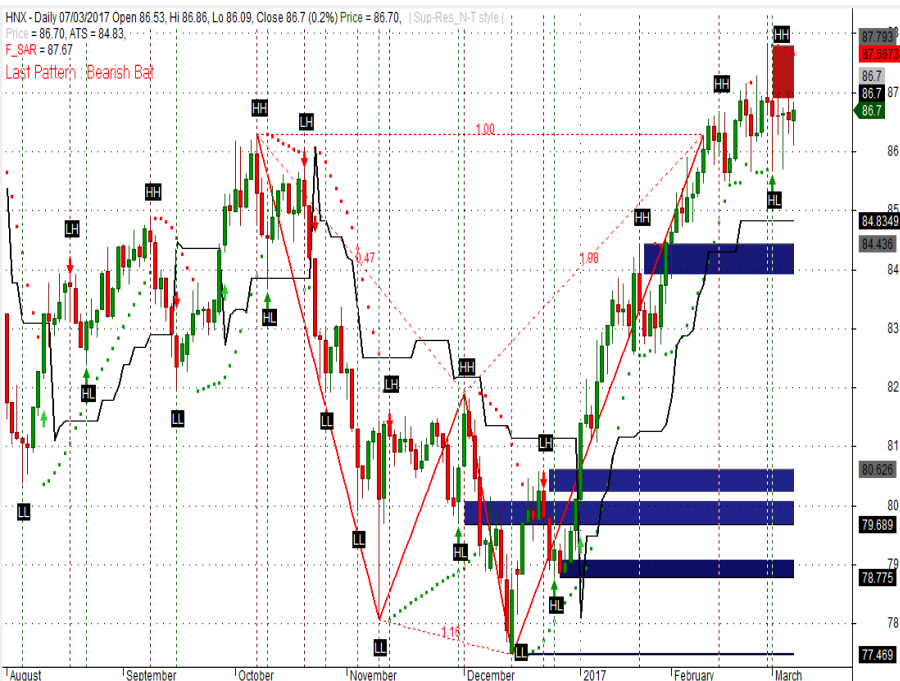 HNX - Daily 07/03/2017 Open 86.53, Hi 86.86, Lo 86.09, Close 86.7 (0.2%) Price = 86.70, | Sup-Res_N-T style |
Price = 86.70, ATS = 84.83,
F_SAR = 87.67
Last Pattern : Bearish Bat
HH
87.793
87.6673
86.7
HH
86.7
87
86.7
HH
LH
1.00
86
HH
HL
85
LH
HH
84.8349
84.436
0.47
1.98
84
HL
83
HH
82
HL
LH
LL
LL
LH
81
80.626
LL
80
79.689
LL
HL
79
78.775
HL
78
1.16
LL
LL
77.469
August
September
October
November
December
2017
February
March